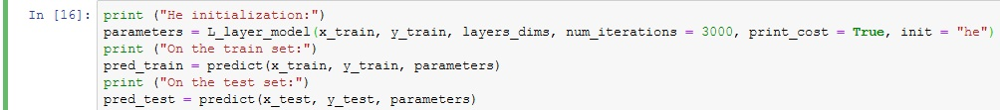 In [16]: print ("He initialization:")
parameters = L_layer_model(x_train, y_train, layers_dims, num_iterations = 3000, print_cost = True, init = "he")
print ("On the train set:")
pred_train = predict(x_train, y_train, parameters)
print ("On the test set:")
pred_test = predict(x_test, y_test, parameters)